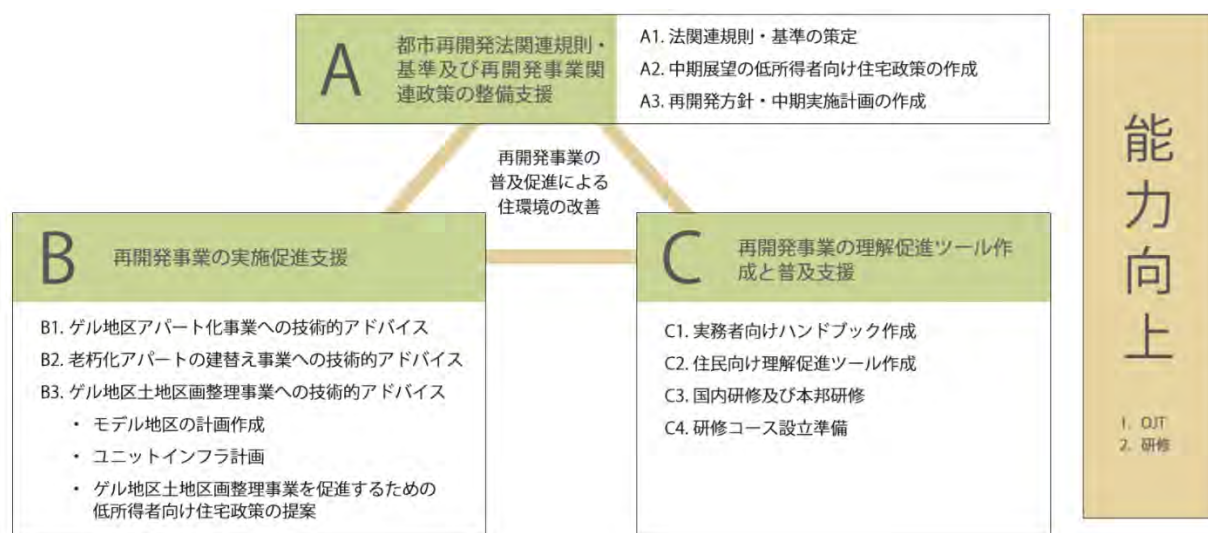 A
都市再開発法関連規則・
基準及び再開発事業関
連政策の整備支援
A1. 法関連規則・基準の策定
A2. 中期展望の低所得者向け住宅政策の作成
A3. 再開発方針・中期実施計画の作成
再開発事業の
普及促進による
住環境の改善
B
再開発事業の実施促進支援
B1. ゲル地区アパート化事業への技術的アドバイス
B2. 老朽化アパートの建替え事業への技術的アドバイス
B3. ゲル地区土地区画整理事業への技術的アドバイス
・ モデル地区の計画作成
・ ユニットインフラ計画
・ ゲル地区土地区画整理事業を促進するための
低所得者向け住宅政策の提案
C
再開発事業の理解促進ツール作
成と普及支援
C1. 実務者向けハンドブック作成
C2. 住民向け理解促進ツール作成
C3. 国内研修及び本邦研修
C4. 研修コース設立準備
能力向上
1. OJT
2. 研修